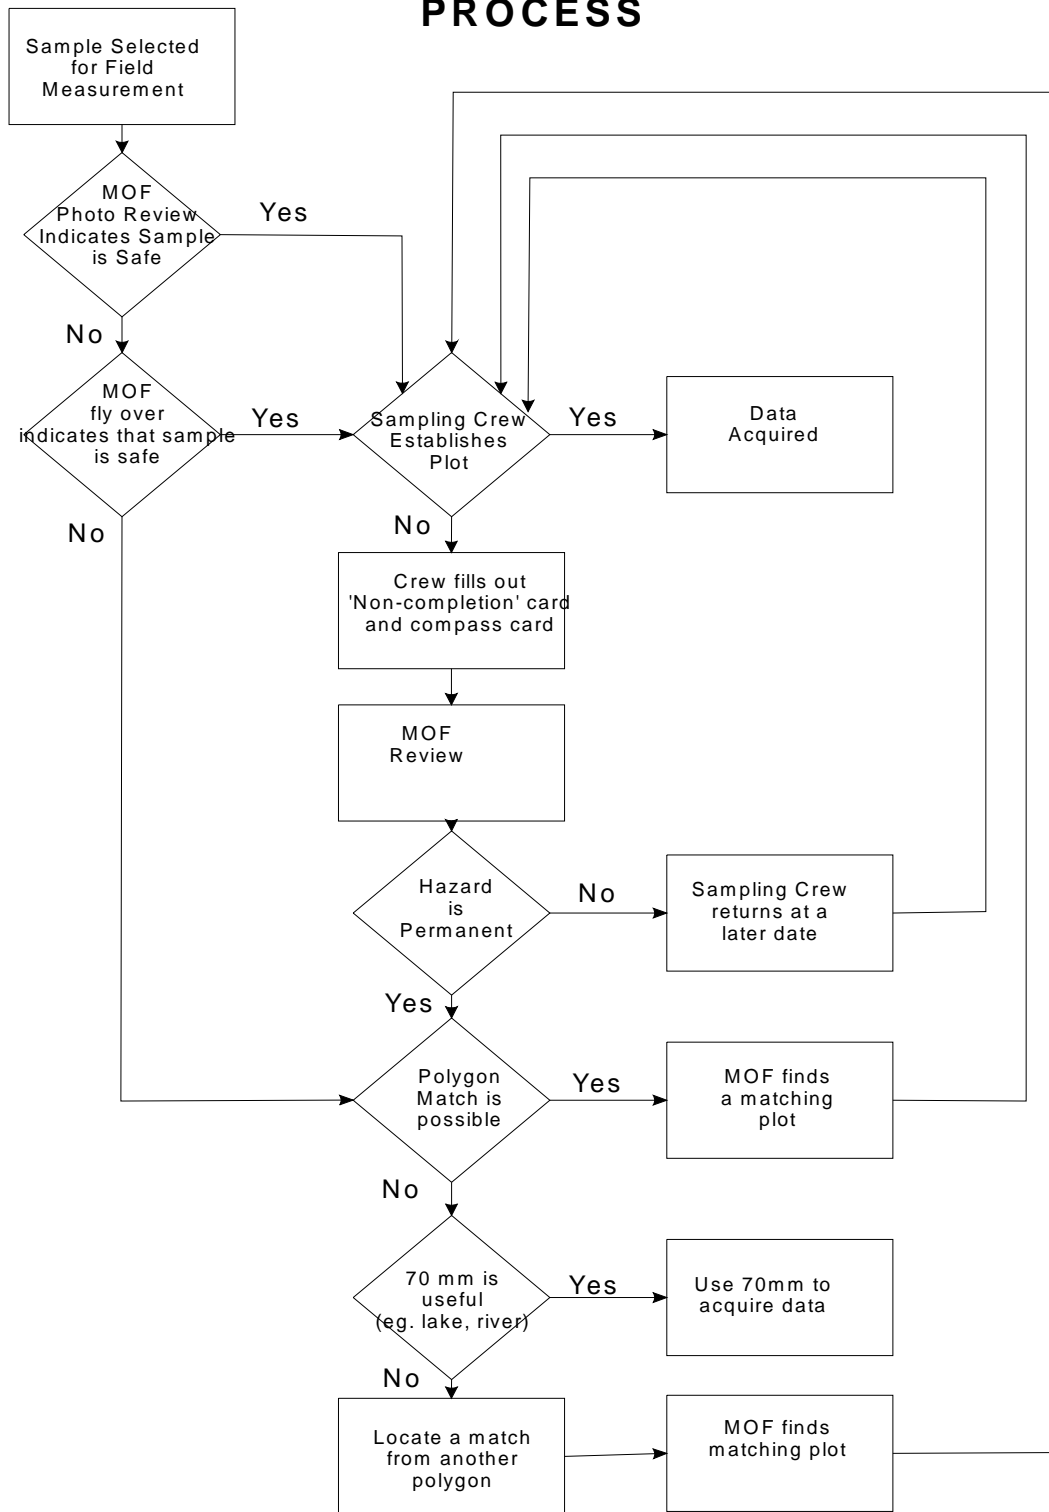 PROCESS
Sample Selected
for Field
Measurement
MOF
Photo Review
Indicates Sample
is Safe
Yes
No
MOF
fly over
indicates that sample
is safe
Yes
No
Sampling Crew
Establishes
Plot
Yes
Data
Acquired
No
Crew fills out
'Non-completion' card
and compass card
MOF
Review
Hazard
is
Permanent
No
Sampling Crew
returns at a
later date
Yes
Polygon
Match is
possible
Yes
MOF finds
a matching
plot
No
70 mm is
useful
(eg. lake, river)
Yes
Use 70mm to
acquire data
No
Locate a match
from another
polygon
MOF finds
matching plot